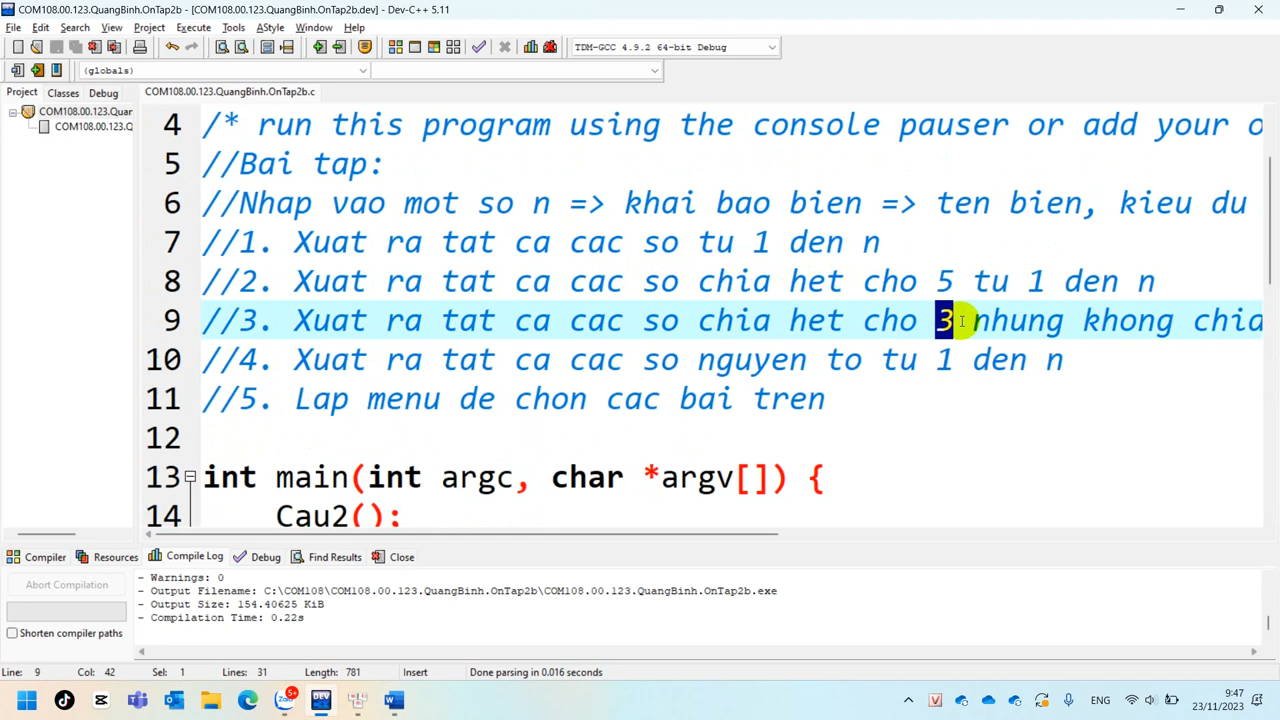 COM108.00.123.QuangBinh.OnTap2b - [COM108.00.123.QuangBinh.OnTap2b.dev] - Dev-C++ 5.11
File Edit Search View Project Execute Tools AStyle Window Help
TDM-GCC 4.9.2 64-bit Debug
(globals)
Project Classes Debug
COM108.00.123.QuangBinh.OnTap2b.c
COM108.00.123.Quar
COM108.00.123.Q
4 /* run this program using the console pauser or add your o
5 //Bai tap:
6 //Nhap vao mot so n => khai bao bien => ten bien, kieu du
7 //1. Xuat ra tat ca cac so tu 1 den n
8 //2. Xuat ra tat ca cac so chia het cho 5 tu 1 den n
9 //3. Xuat ra tat ca cac so chia het cho 3 nhung khong chia
10 //4. Xuat ra tat ca cac so nguyen to tu 1 den n
11 //5. Lap menu de chon cac bai tren
12
13 int main(int argc, char *argv[]) {
14 Cau2();
Compiler Resources Compile Log Debug Find Results Close
Abort Compilation
Shorten compiler paths
- Warnings: 0
- Output Filename: C:\COM108\COM108.00.123.QuangBinh.OnTap2b\COM108.00.123.QuangBinh.OnTap2b.exe
- Output Size: 154.40625 KiB
- Compilation Time: 0.22s
Line: 9 Col: 42 Sel: 1 Lines: 31 Length: 781 Insert Done parsing in 0.016 seconds
5+
DEV
V
ENG
9:47
23/11/2023